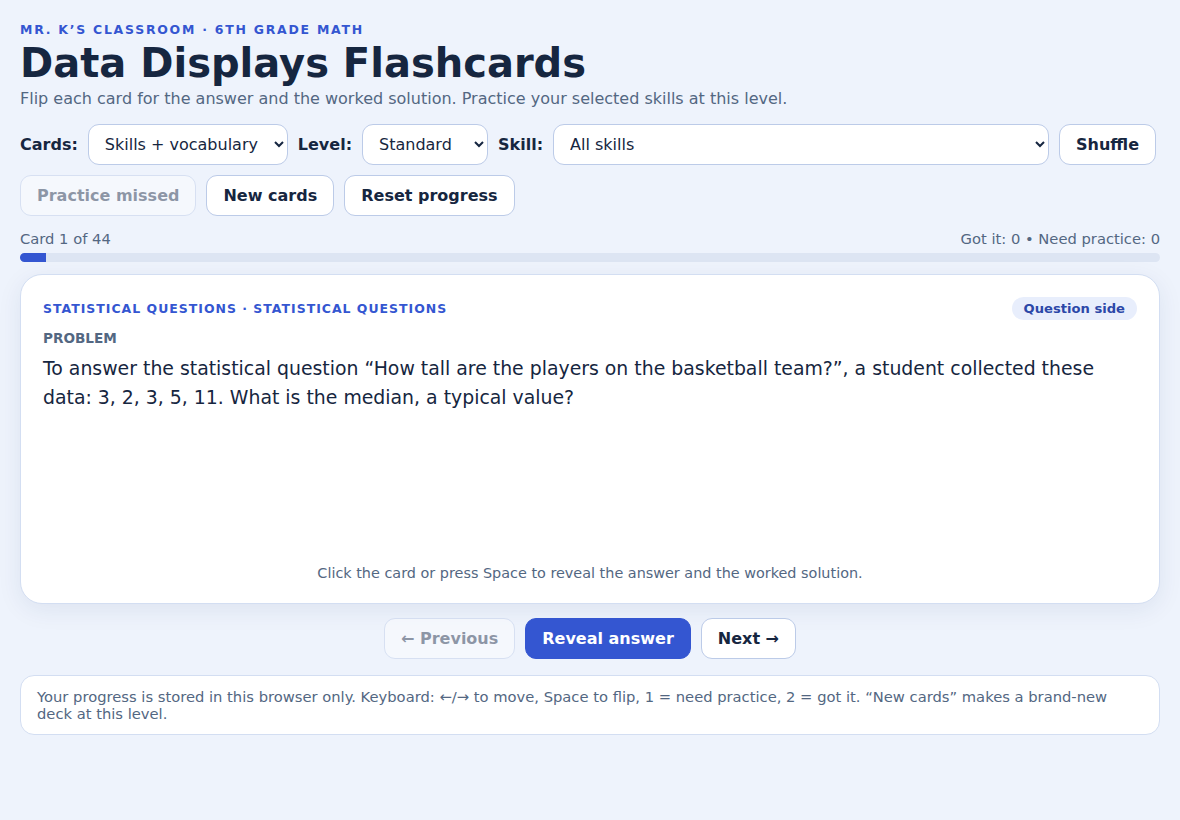 MR. K’S CLASSROOM · 6TH GRADE MATH
Data Displays Flashcards
Flip each card for the answer and the worked solution. Practice your selected skills at this level.
Cards: Skills + vocabulary Level: Standard Skill: All skills Shuffle
Practice missed New cards Reset progress
Card 1 of 44 Got it: 0 • Need practice: 0
STATISTICAL QUESTIONS · STATISTICAL QUESTIONS Question side
PROBLEM
To answer the statistical question “How tall are the players on the basketball team?”, a student collected these
data: 3, 2, 3, 5, 11. What is the median, a typical value?
Click the card or press Space to reveal the answer and the worked solution.
← Previous Reveal answer Next →
Your progress is stored in this browser only. Keyboard: ←/→ to move, Space to flip, 1 = need practice, 2 = got it. “New cards” makes a brand-new
deck at this level.